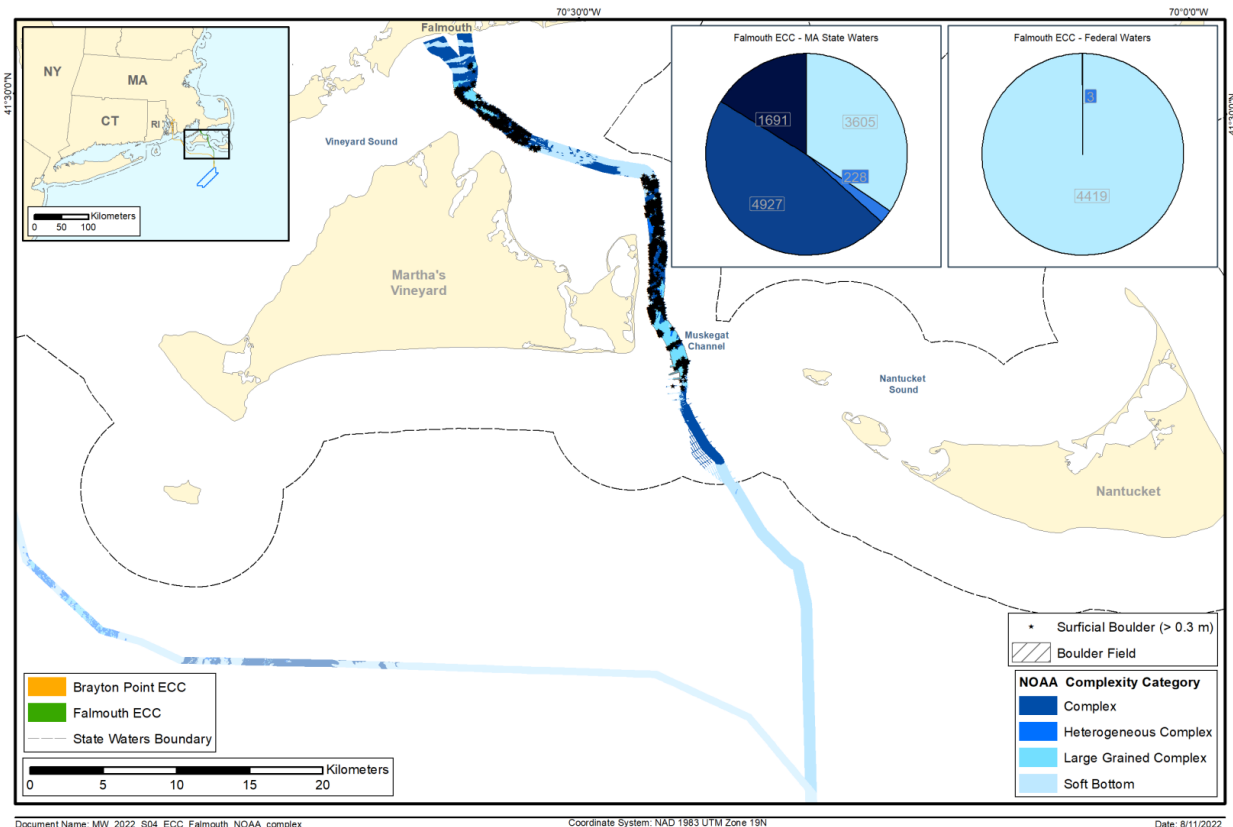 70°30'0"W
70°0'0"W
41°30'0"N
41°30'0"N
Falmouth
NY
MA
CT
RI
Kilometers
0 50 100
Vineyard Sound
Martha's
Vineyard
Muskegat
Channel
Nantucket
Sound
Nantucket
Falmouth ECC - MA State Waters
1691
3605
228
4927
Falmouth ECC - Federal Waters
3
4419
Brayton Point ECC
Falmouth ECC
State Waters Boundary
Kilometers
0 5 10 15 20
Surficial Boulder (> 0.3 m)
Boulder Field
NOAA Complexity Category
Complex
Heterogeneous Complex
Large Grained Complex
Soft Bottom
Document Name: MW_2022_S04_ECC_Falmouth_NOAA_complex
Coordinate System: NAD 1983 UTM Zone 19N
Date: 8/11/2022